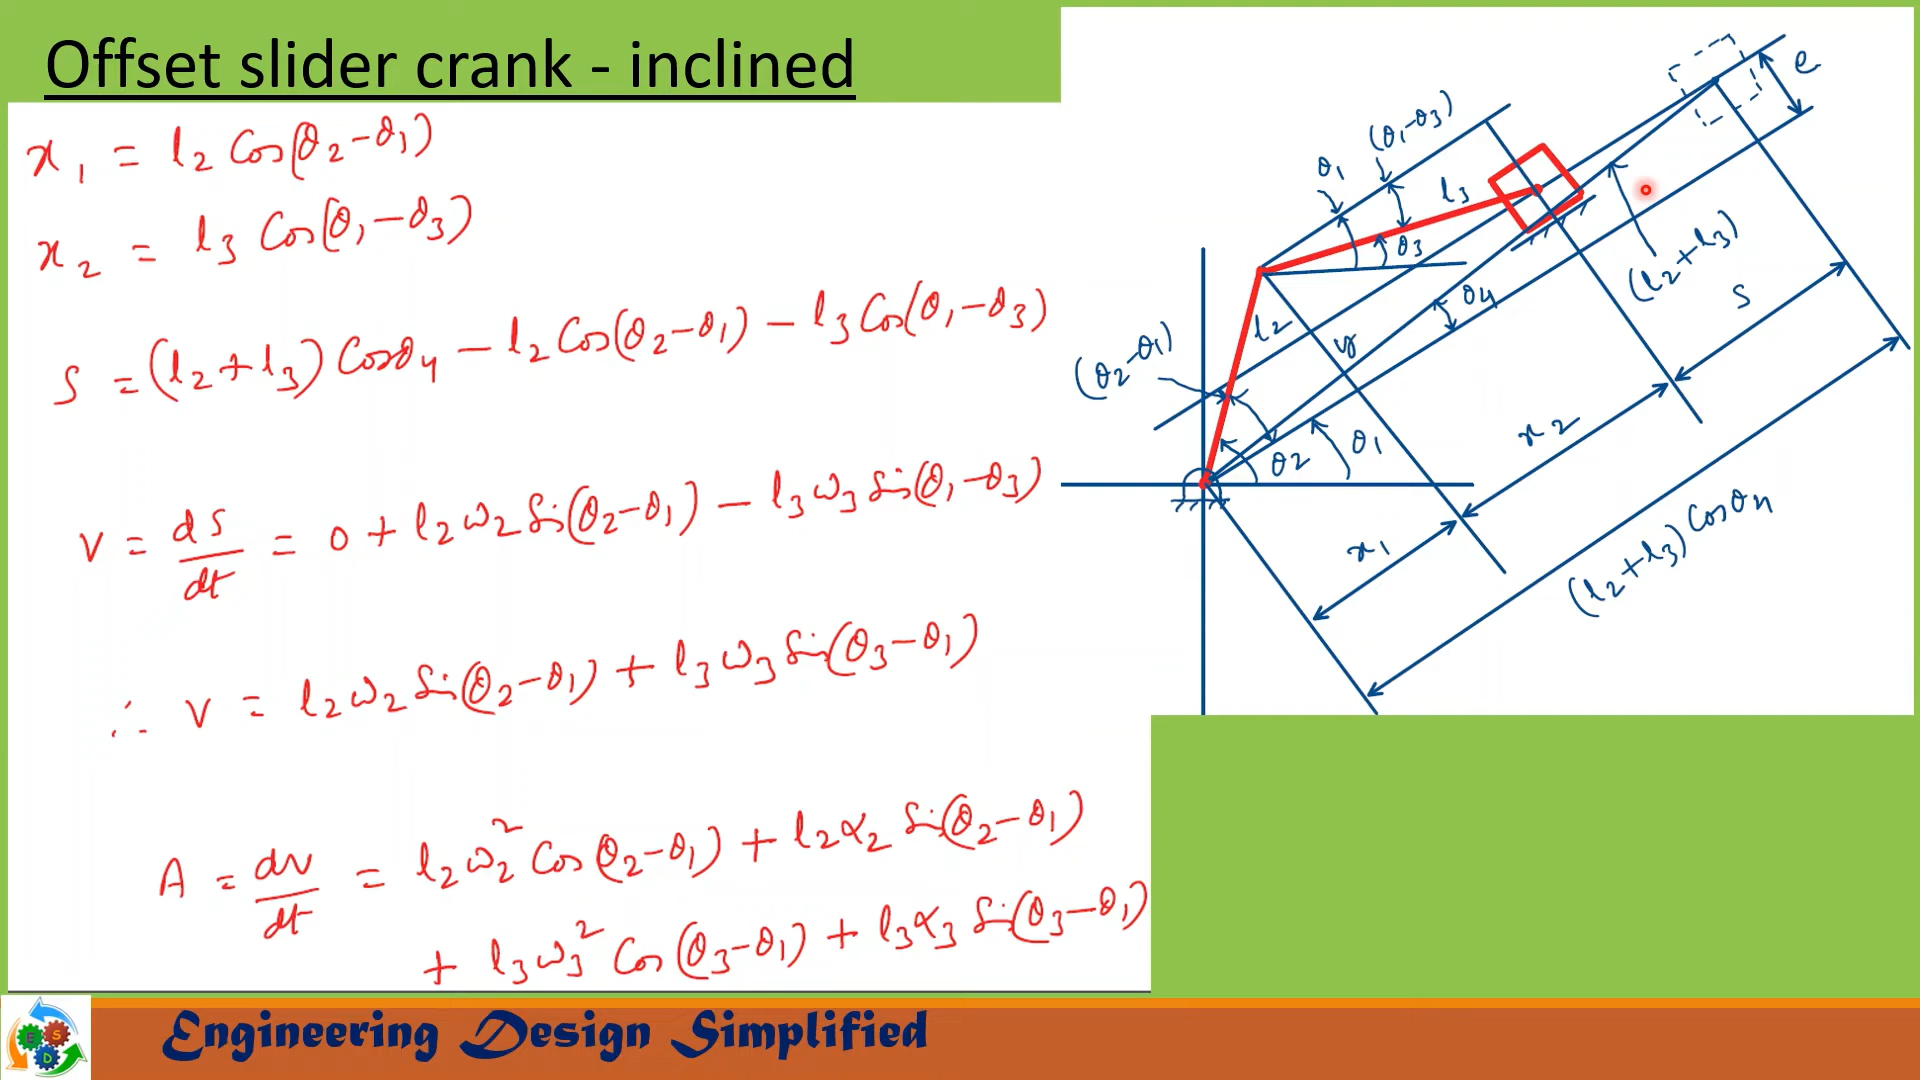 Offset slider crank - inclined
x₁ = l₂ Cos(θ₂-θ₁)
x₂ = l₃ Cos(θ₁-θ₃)
S = (l₂+l₃) Cosθ₄ - l₂ Cos(θ₂-θ₁) - l₃ Cos(θ₁-θ₃)
V = ds/dt = 0 + l₂ω₂ Sin(θ₂-θ₁) - l₃ω₃ Sin(θ₁-θ₃)
∴ V = l₂ω₂ Sin(θ₂-θ₁) + l₃ω₃ Sin(θ₃-θ₁)
A = dv/dt = l₂ω₂² Cos(θ₂-θ₁) + l₂α₂ Sin(θ₂-θ₁)
+ l₃ω₃² Cos(θ₃-θ₁) + l₃α₃ Sin(θ₃-θ₁)
e
(θ₁-θ₃)
θ₁
l₃
θ₃
(l₂+l₃)
S
θ₄
l₂
y
(θ₂-θ₁)
θ₂
θ₁
x₂
x₁
(l₂+l₃) Cosθ₄
E S D
Engineering Design Simplified